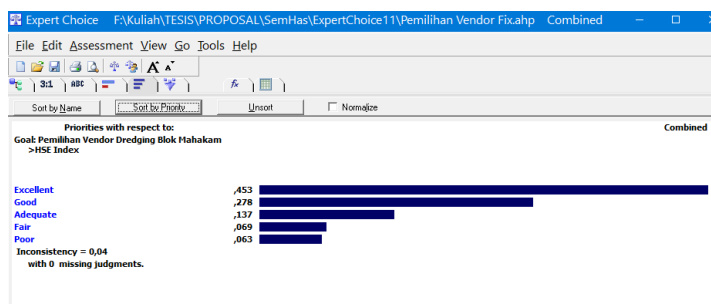 Expert Choice F:\Kuliah\TESIS\PROPOSAL\SemHas\ExpertChoice11\Pemilihan Vendor Fix.ahp Combined
File Edit Assessment View Go Tools Help
A A
3:1 ABC fx
Sort by Name Sort by Priority Unsort Normalize
Priorities with respect to: Combined
Goal: Pemilihan Vendor Dredging Blok Mahakam
>HSE Index
Excellent ,453
Good ,278
Adequate ,137
Fair ,069
Poor ,063
Inconsistency = 0,04
with 0 missing judgments.